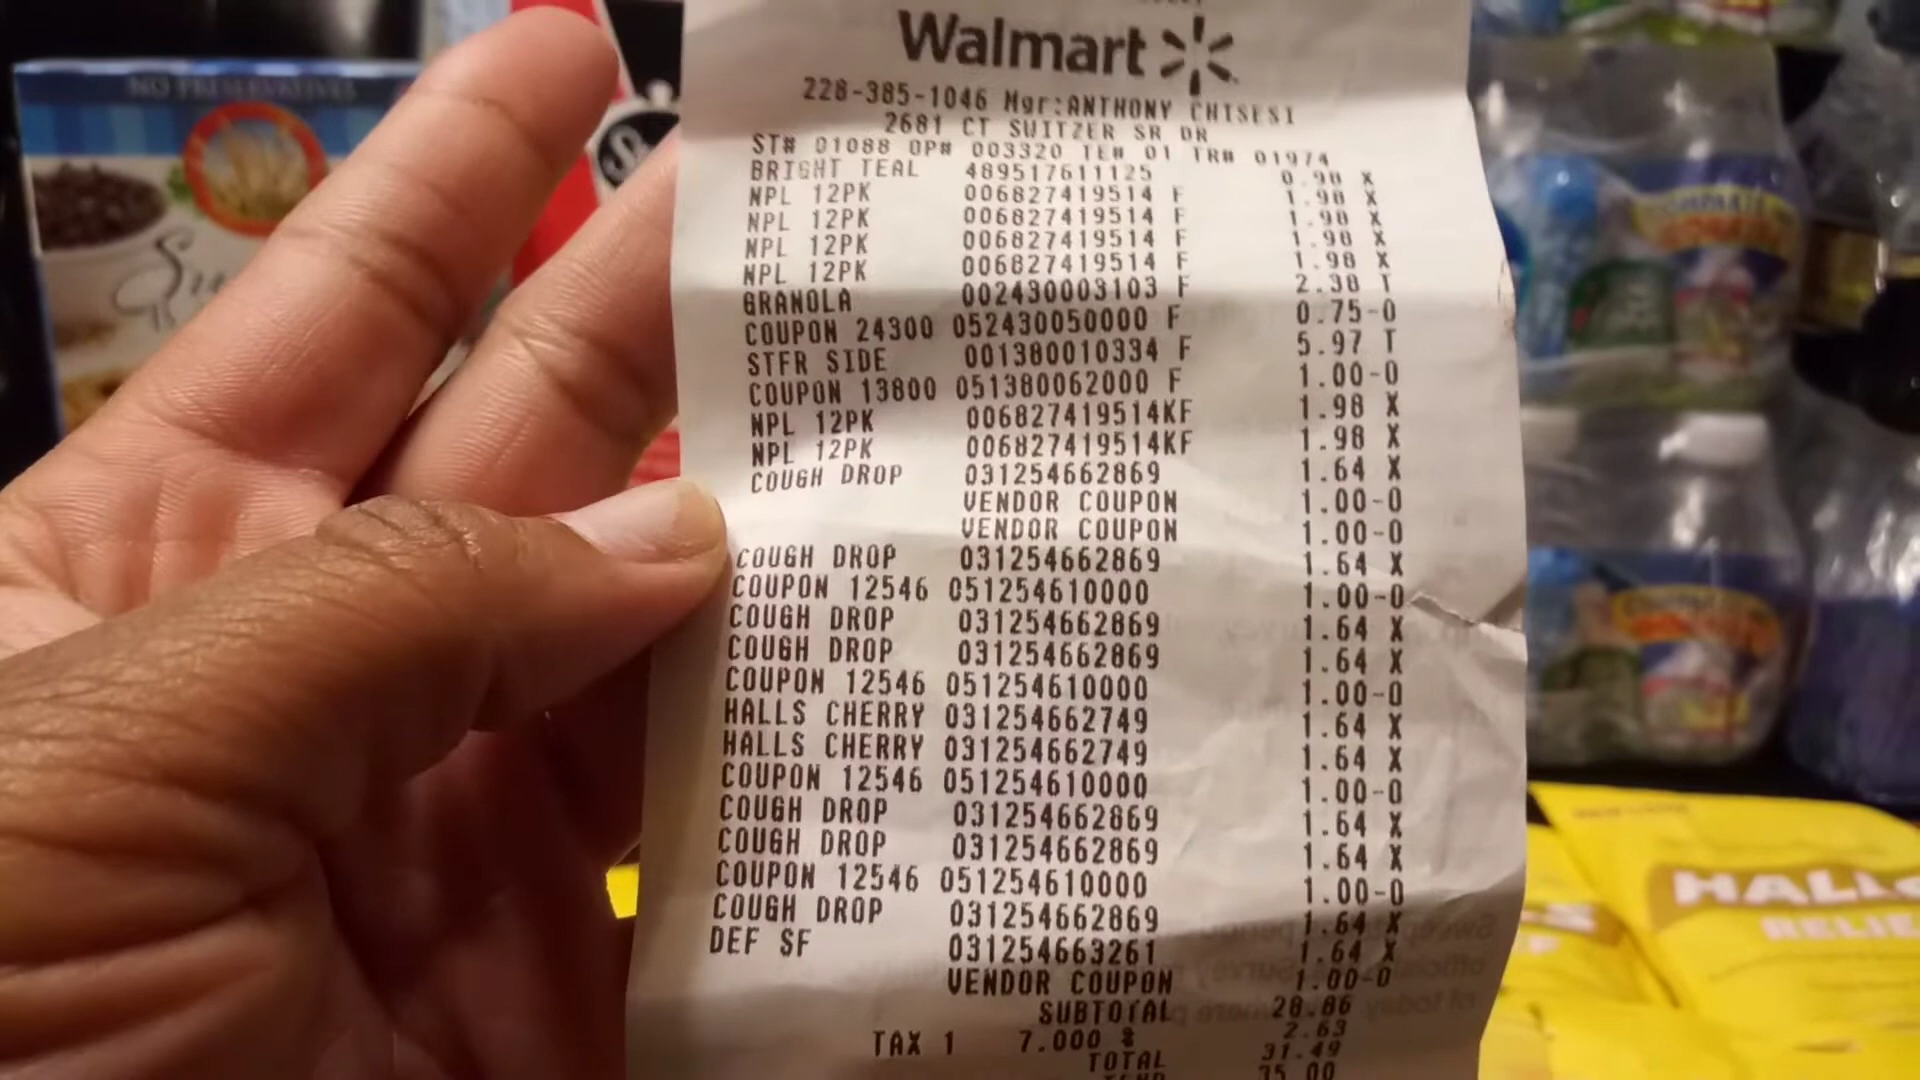 NO PRESERVATIVES
Walmart
228-385-1046 Mgr:ANTHONY CHISESI
2681 CT SWITZER SR DR
ST# 01088 OP# 003320 TE# 01 TR# 01974
BRIGHT TEAL 489517611125 0.98 X
NPL 12PK 006827419514 F 1.98 X
NPL 12PK 006827419514 F 1.98 X
NPL 12PK 006827419514 F 1.98 X
NPL 12PK 006827419514 F 1.98 X
GRANOLA 002430003103 F 2.38 T
COUPON 24300 052430050000 F 0.75-O
STFR SIDE 001380010334 F 5.97 T
COUPON 13800 051380062000 F 1.00-O
NPL 12PK 006827419514KF 1.98 X
NPL 12PK 006827419514KF 1.98 X
COUGH DROP 031254662869 1.64 X
VENDOR COUPON 1.00-O
VENDOR COUPON 1.00-O
COUGH DROP 031254662869 1.64 X
COUPON 12546 051254610000 1.00-O
COUGH DROP 031254662869 1.64 X
COUGH DROP 031254662869 1.64 X
COUPON 12546 051254610000 1.00-O
HALLS CHERRY 031254662749 1.64 X
HALLS CHERRY 031254662749 1.64 X
COUPON 12546 051254610000 1.00-O
COUGH DROP 031254662869 1.64 X
COUGH DROP 031254662869 1.64 X
COUPON 12546 051254610000 1.00-O
COUGH DROP 031254662869 1.64 X
DEF SF 031254663261 1.64 X
VENDOR COUPON 1.00-O
SUBTOTAL 28.86
TAX 1 7.000 % 2.63
TOTAL 31.49
HALLS
RELIE